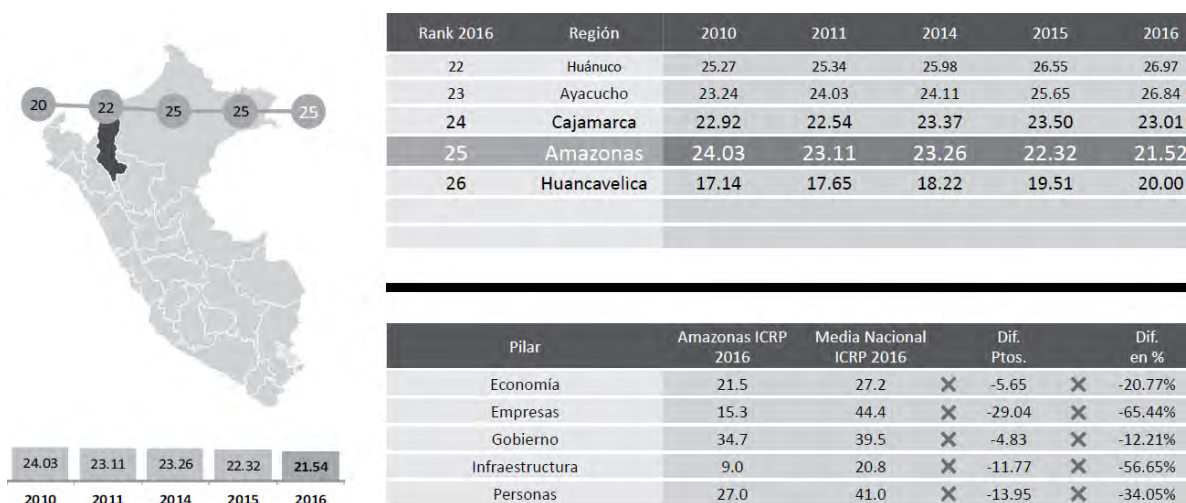 20 22 25 25 25
24.03 23.11 23.26 22.32 21.54
2010 2011 2014 2015 2016
Rank 2016 Región 2010 2011 2014 2015 2016
22 Huánuco 25.27 25.34 25.98 26.55 26.97
23 Ayacucho 23.24 24.03 24.11 25.65 26.84
24 Cajamarca 22.92 22.54 23.37 23.50 23.01
25 Amazonas 24.03 23.11 23.26 22.32 21.52
26 Huancavelica 17.14 17.65 18.22 19.51 20.00
Pilar Amazonas ICRP 2016 Media Nacional ICRP 2016 Dif. Ptos. Dif. en %
Economía 21.5 27.2 -5.65 -20.77%
Empresas 15.3 44.4 -29.04 -65.44%
Gobierno 34.7 39.5 -4.83 -12.21%
Infraestructura 9.0 20.8 -11.77 -56.65%
Personas 27.0 41.0 -13.95 -34.05%